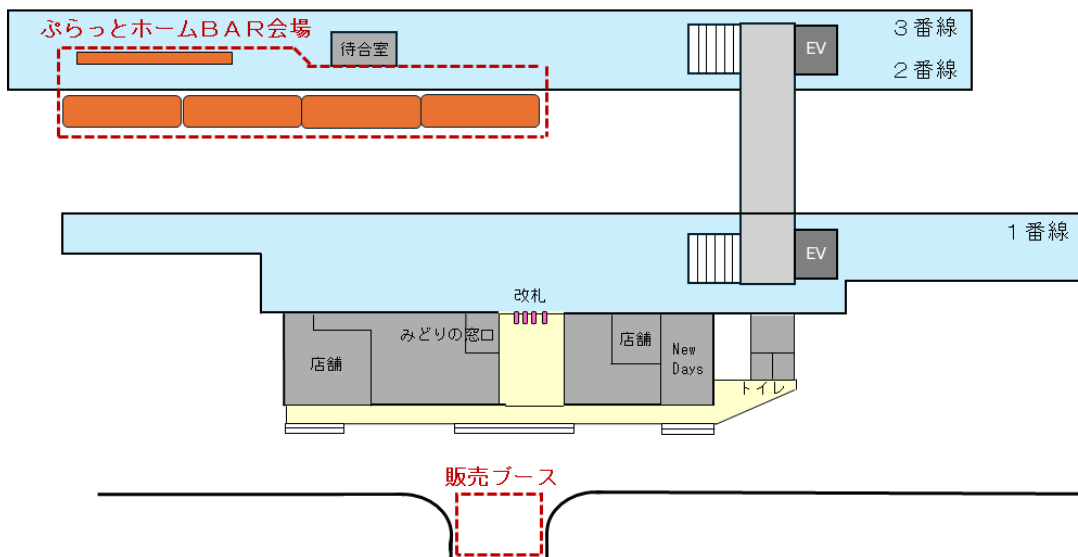 ぷらっとホームＢＡＲ会場
待合室
EV
３番線
２番線
１番線
EV
改札
みどりの窓口
店舗
店舗
New
Days
トイレ
販売ブース